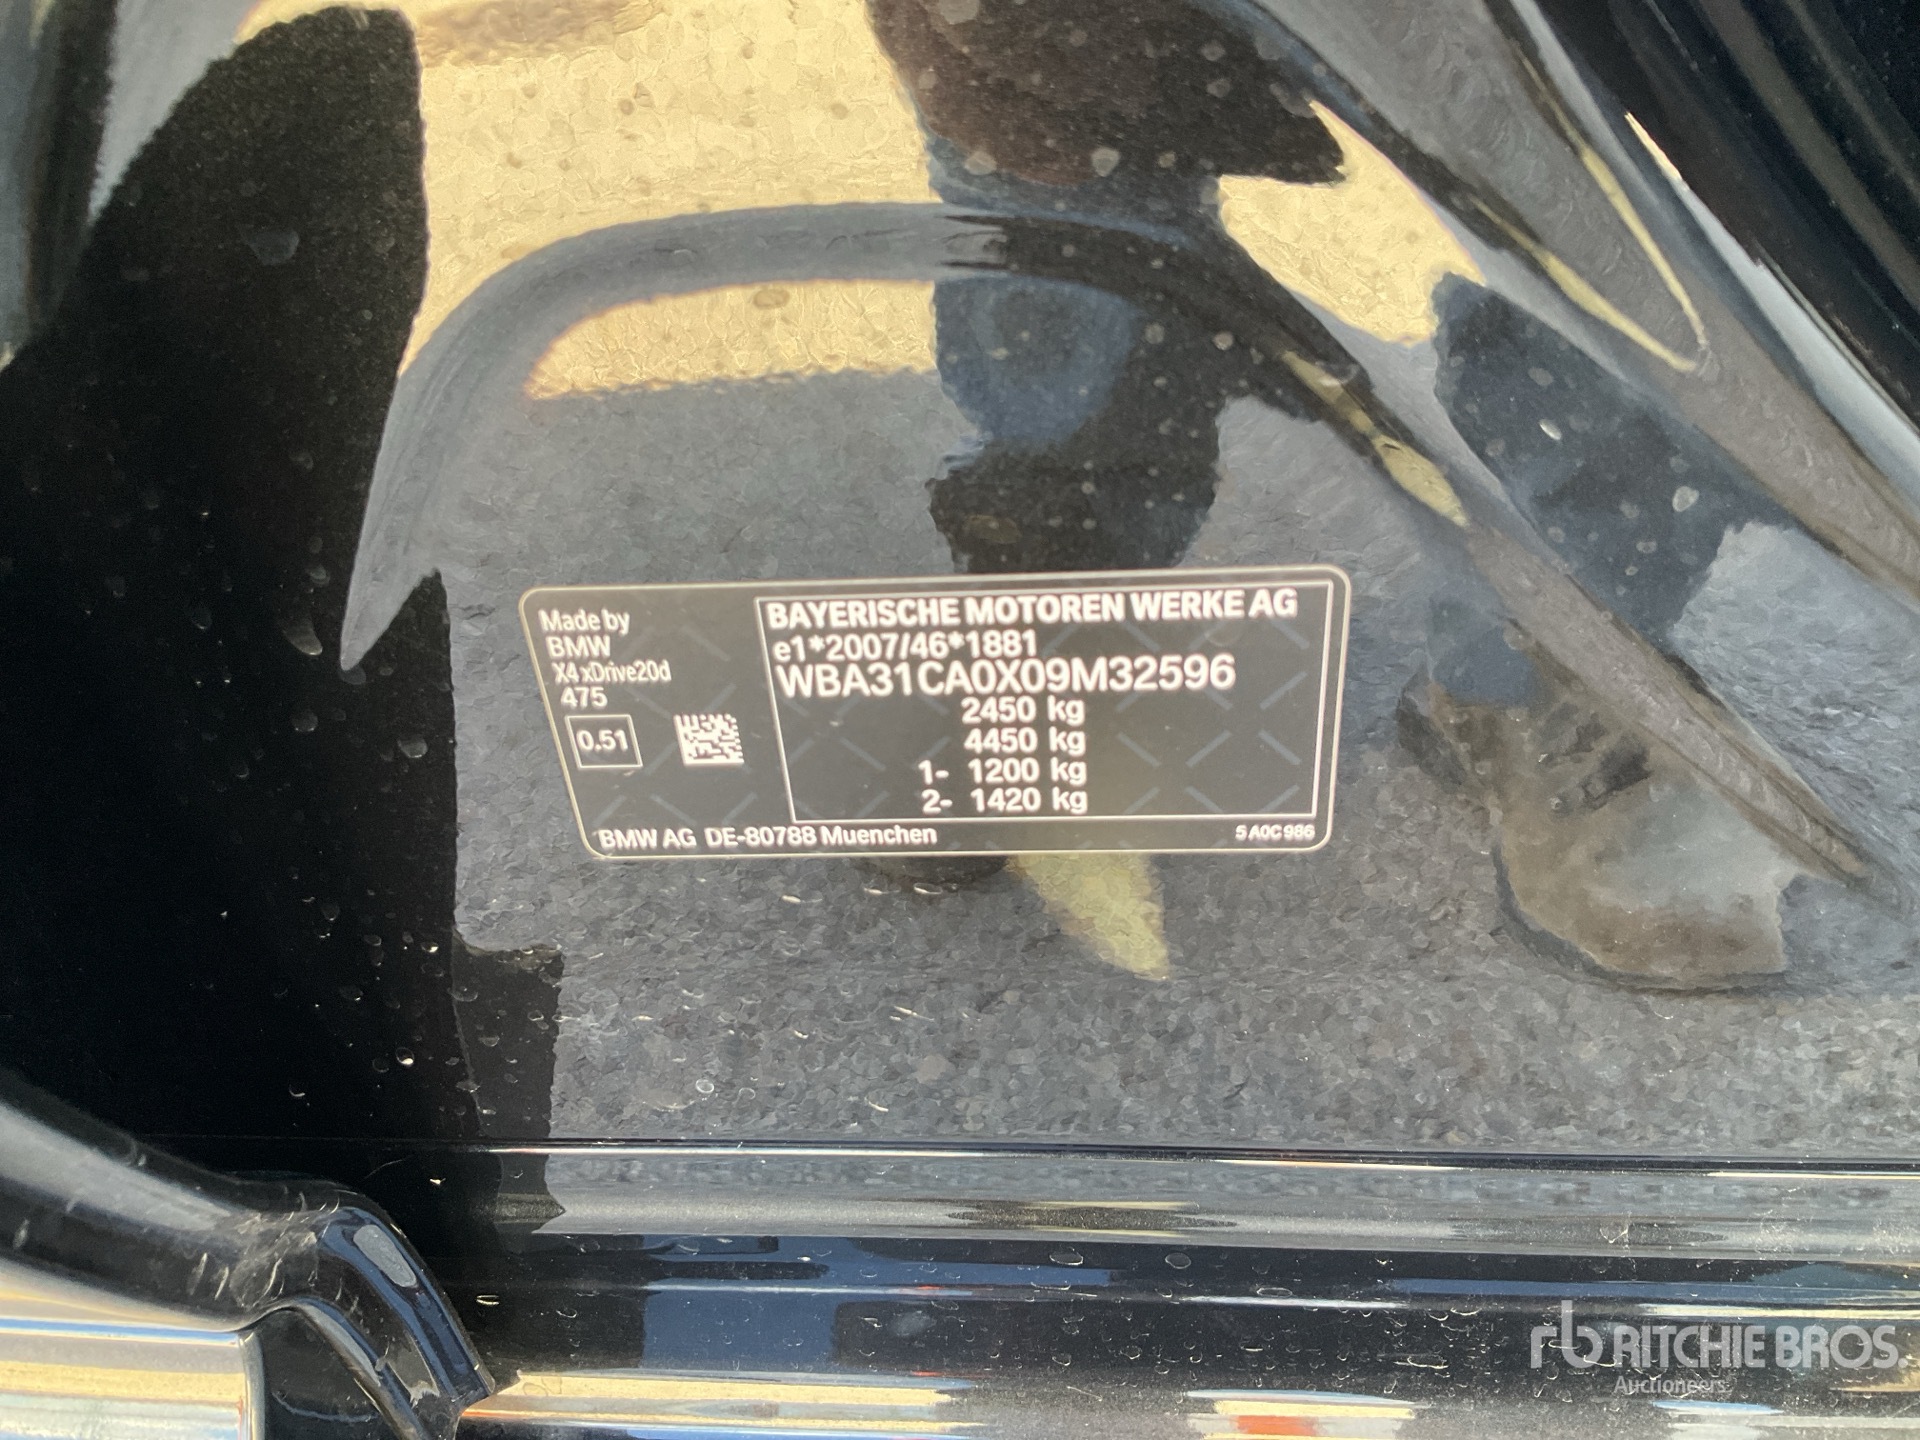 Made by
BMW
X4 xDrive20d
475
0.51
BAYERISCHE MOTOREN WERKE AG
e1*2007/46*1881
WBA31CA0X09M32596
2450 kg
4450 kg
1- 1200 kg
2- 1420 kg
BMW AG DE-80788 Muenchen
5 A0C 986
rb RITCHIE BROS.
Auctioneers